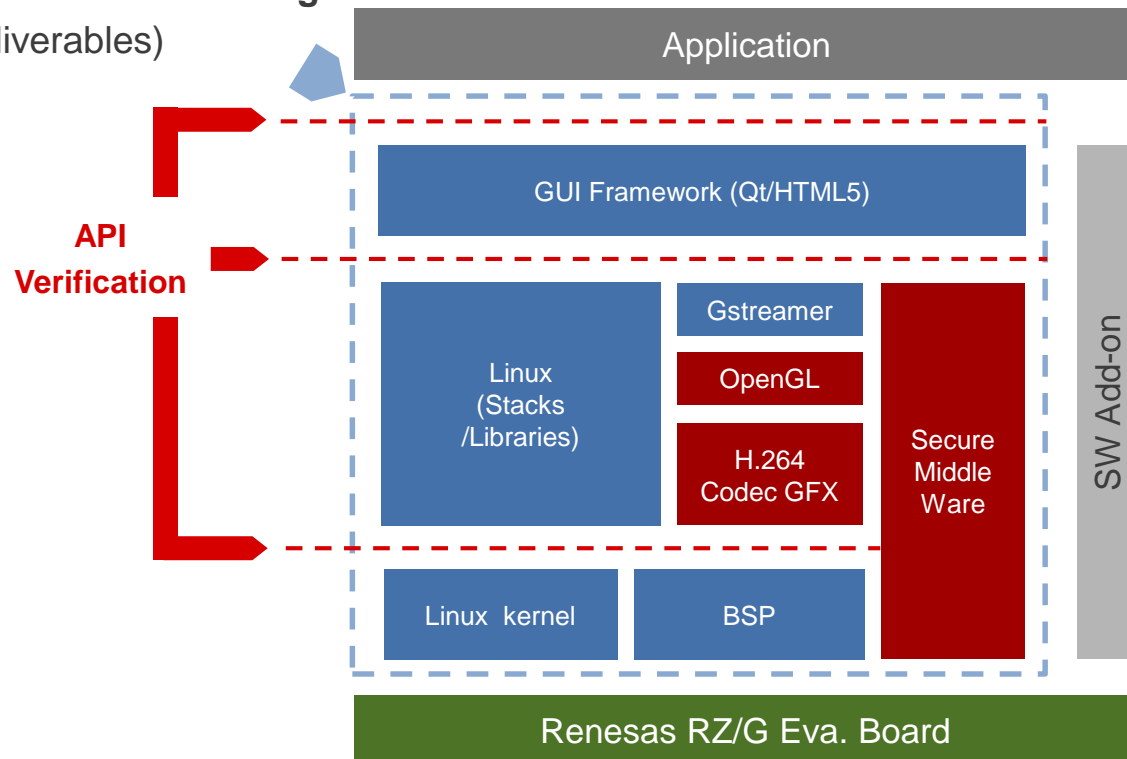 g
liverables)
Application
GUI Framework (Qt/HTML5)
API
Verification
Linux
(Stacks
/Libraries)
Gstreamer
OpenGL
H.264
Codec GFX
Secure
Middle
Ware
SW Add-on
Linux kernel
BSP
Renesas RZ/G Eva. Board